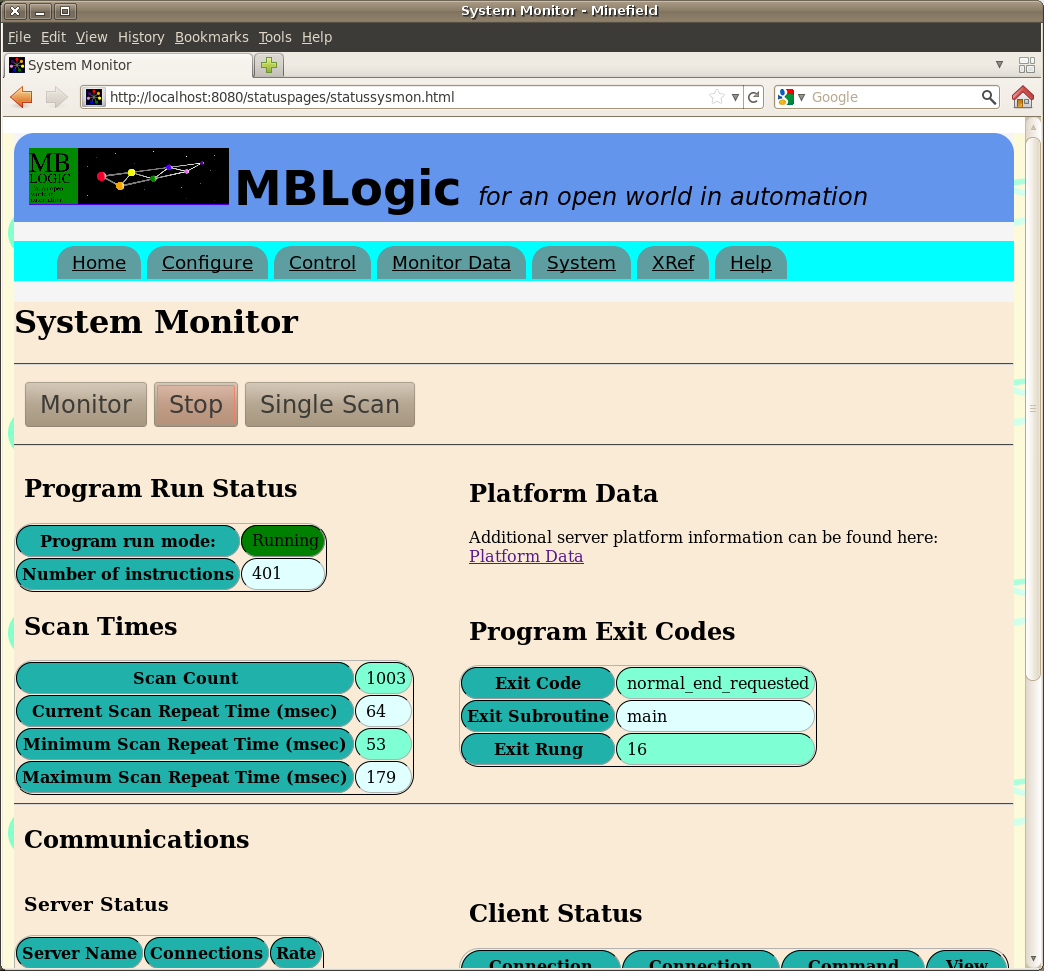 System Monitor - Minefield
File Edit View History Bookmarks Tools Help
System Monitor
http://localhost:8080/statuspages/statussysmon.html
Google
MB
LOGIC
MBLogic for an open world in automation
Home Configure Control Monitor Data System XRef Help
System Monitor
Monitor Stop Single Scan
Program Run Status
Program run mode: Running
Number of instructions 401
Platform Data
Additional server platform information can be found here:
Platform Data
Scan Times
Scan Count 1003
Current Scan Repeat Time (msec) 64
Minimum Scan Repeat Time (msec) 53
Maximum Scan Repeat Time (msec) 179
Program Exit Codes
Exit Code normal_end_requested
Exit Subroutine main
Exit Rung 16
Communications
Server Status
Server Name Connections Rate
Client Status
Connection Connection Command View